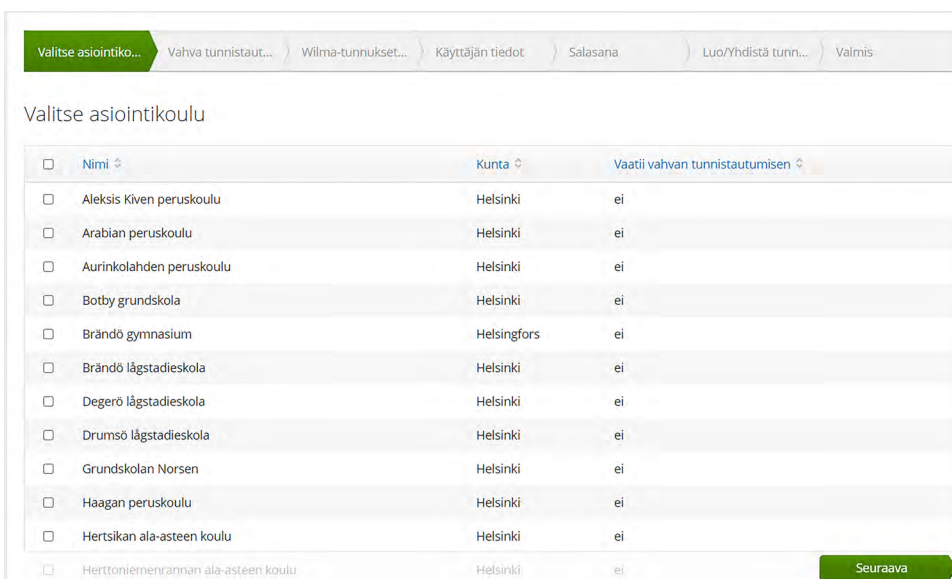 Valitse asiointiko... Vahva tunnistaut... Wilma-tunnukset... Käyttäjän tiedot Salasana Luo/Yhdistä tunn... Valmis
Valitse asiointikoulu
Nimi Kunta Vaatii vahvan tunnistautumisen
Aleksis Kiven peruskoulu Helsinki ei
Arabian peruskoulu Helsinki ei
Aurinkolahden peruskoulu Helsinki ei
Botby grundskola Helsinki ei
Brändö gymnasium Helsingfors ei
Brändö lågstadieskola Helsinki ei
Degerö lågstadieskola Helsinki ei
Drumsö lågstadieskola Helsinki ei
Grundskolan Norsen Helsinki ei
Haagan peruskoulu Helsinki ei
Hertsikan ala-asteen koulu Helsinki ei
Herttoniemenrannan ala-asteen koulu Helsinki ei
Seuraava